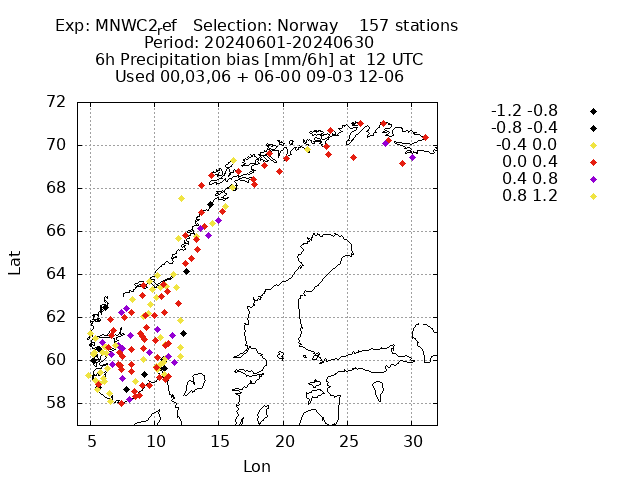 Exp: MNWC2ref   Selection: Norway    157 stations
Period: 20240601-20240630
6h Precipitation bias [mm/6h] at  12 UTC
Used 00,03,06 + 06-00 09-03 12-06
-1.2 -0.8
-0.8 -0.4
-0.4 0.0
0.0 0.4
0.4 0.8
0.8 1.2
72
70
68
66
64
62
60
58
Lat
5 10 15 20 25 30
Lon